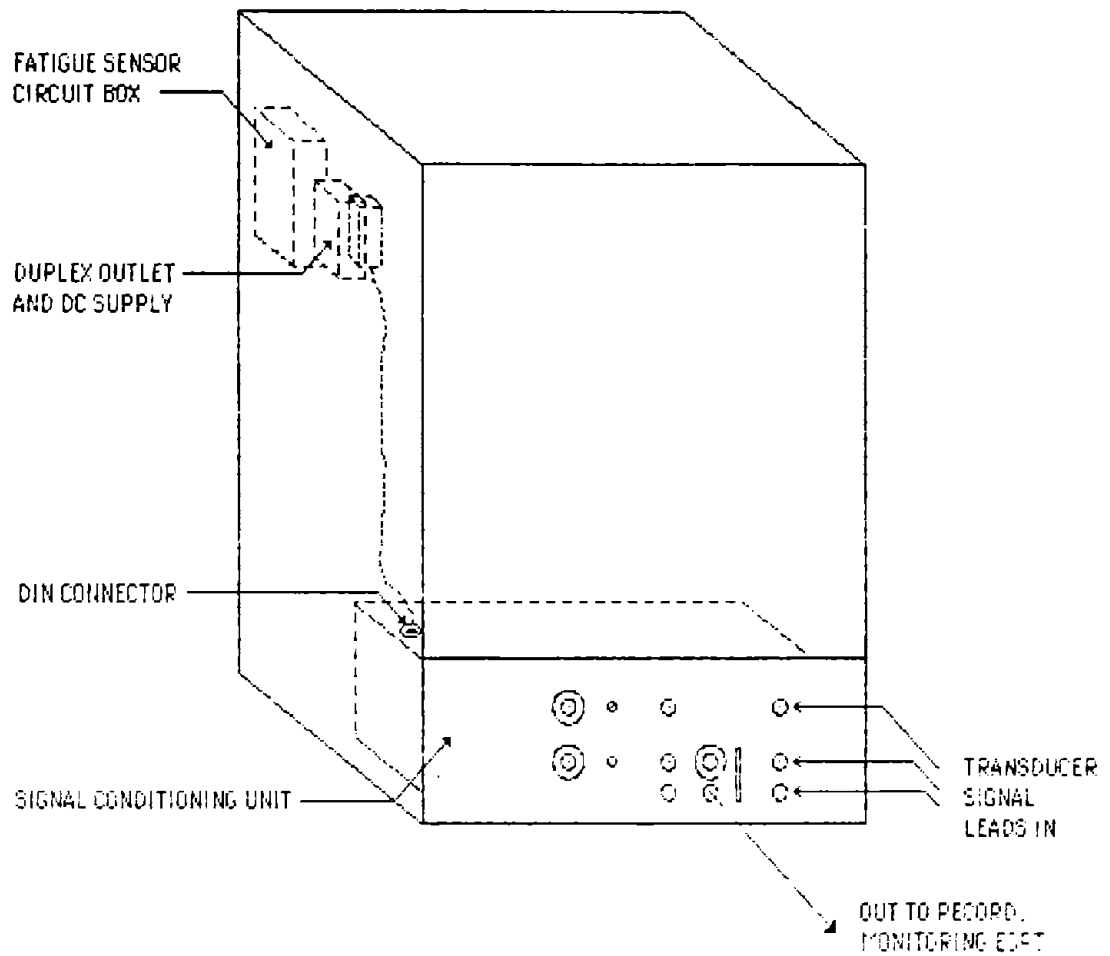 FATIGUE SENSOR
CIRCUIT BOX
DUPLEX OUTLET
AND DC SUPPLY
DIN CONNECTOR
SIGNAL CONDITIONING UNIT
TRANSDUCER
SIGNAL
LEADS IN
OUT TO RECORD,
MONITORING